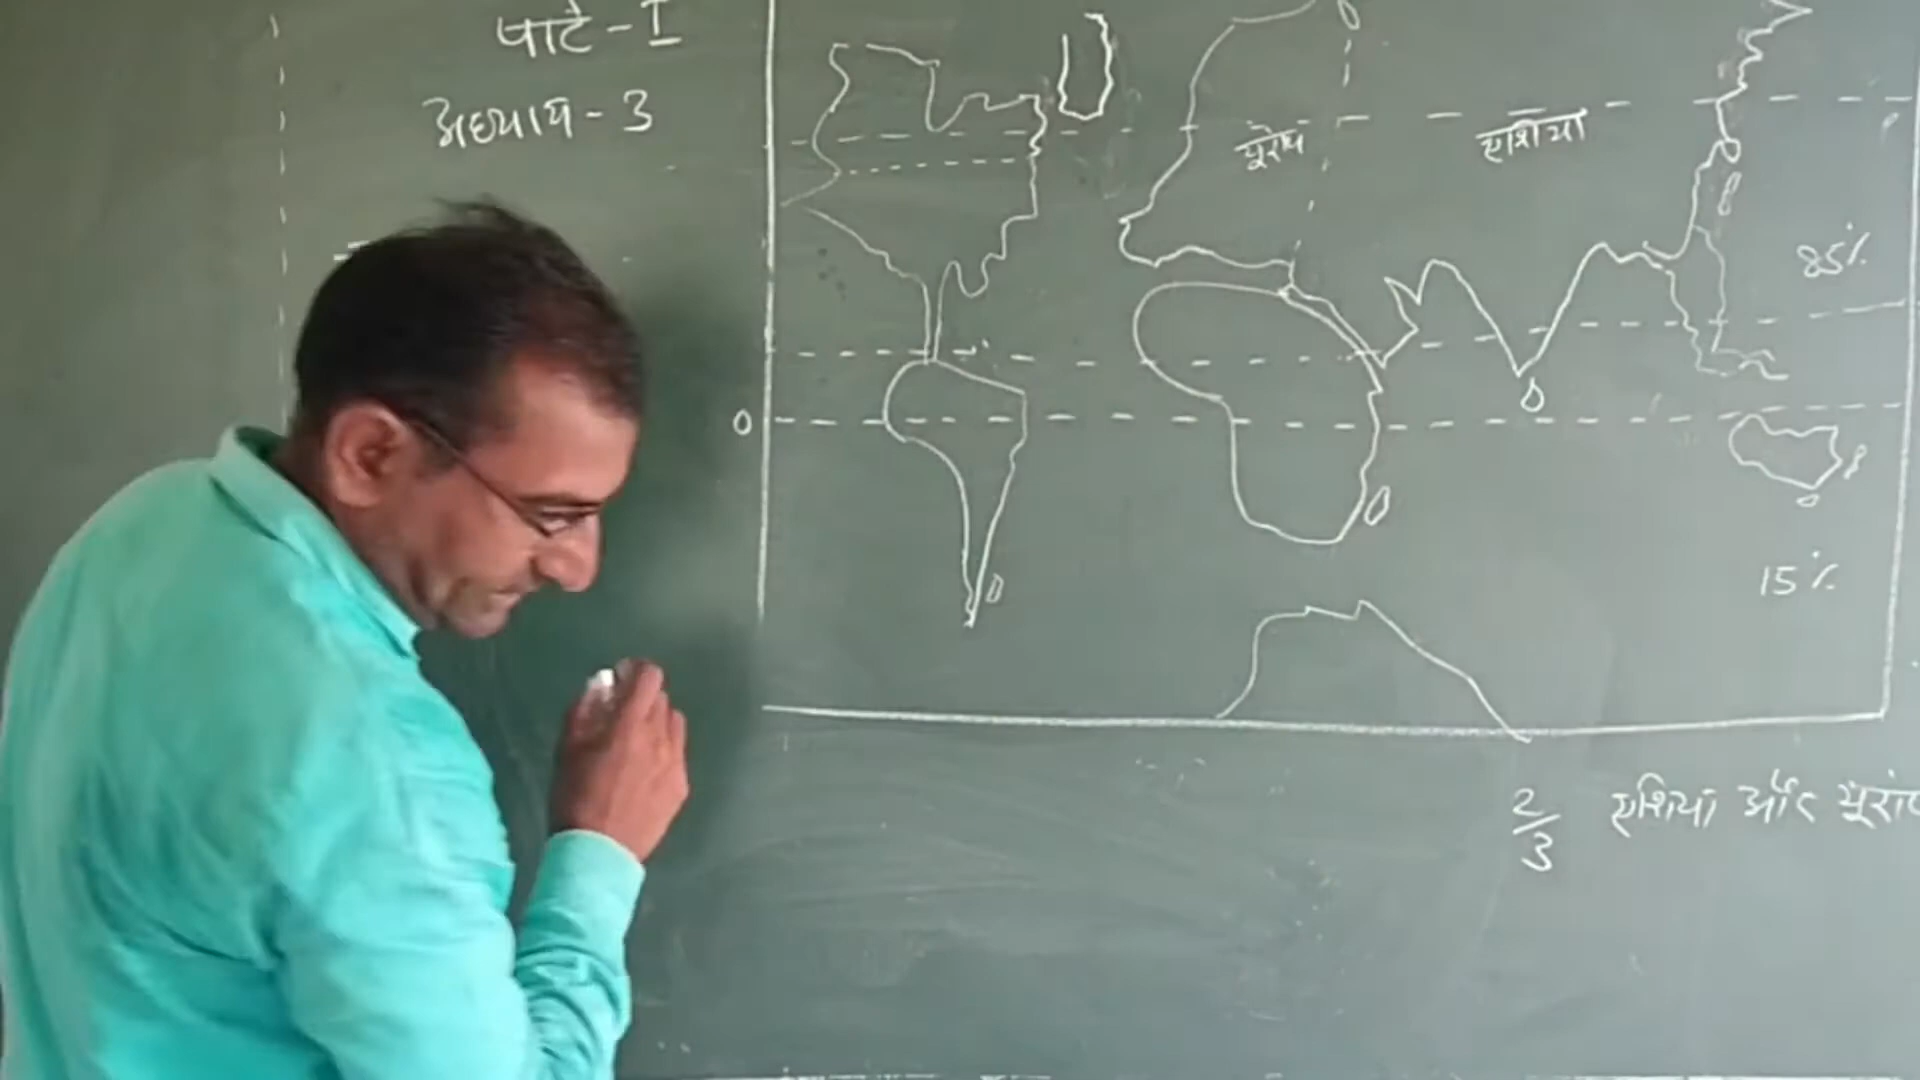 पार्ट-I
अध्याय-3
यूरोप
एशिया
85%
0
15%
2/3 एशिया और यूरोप